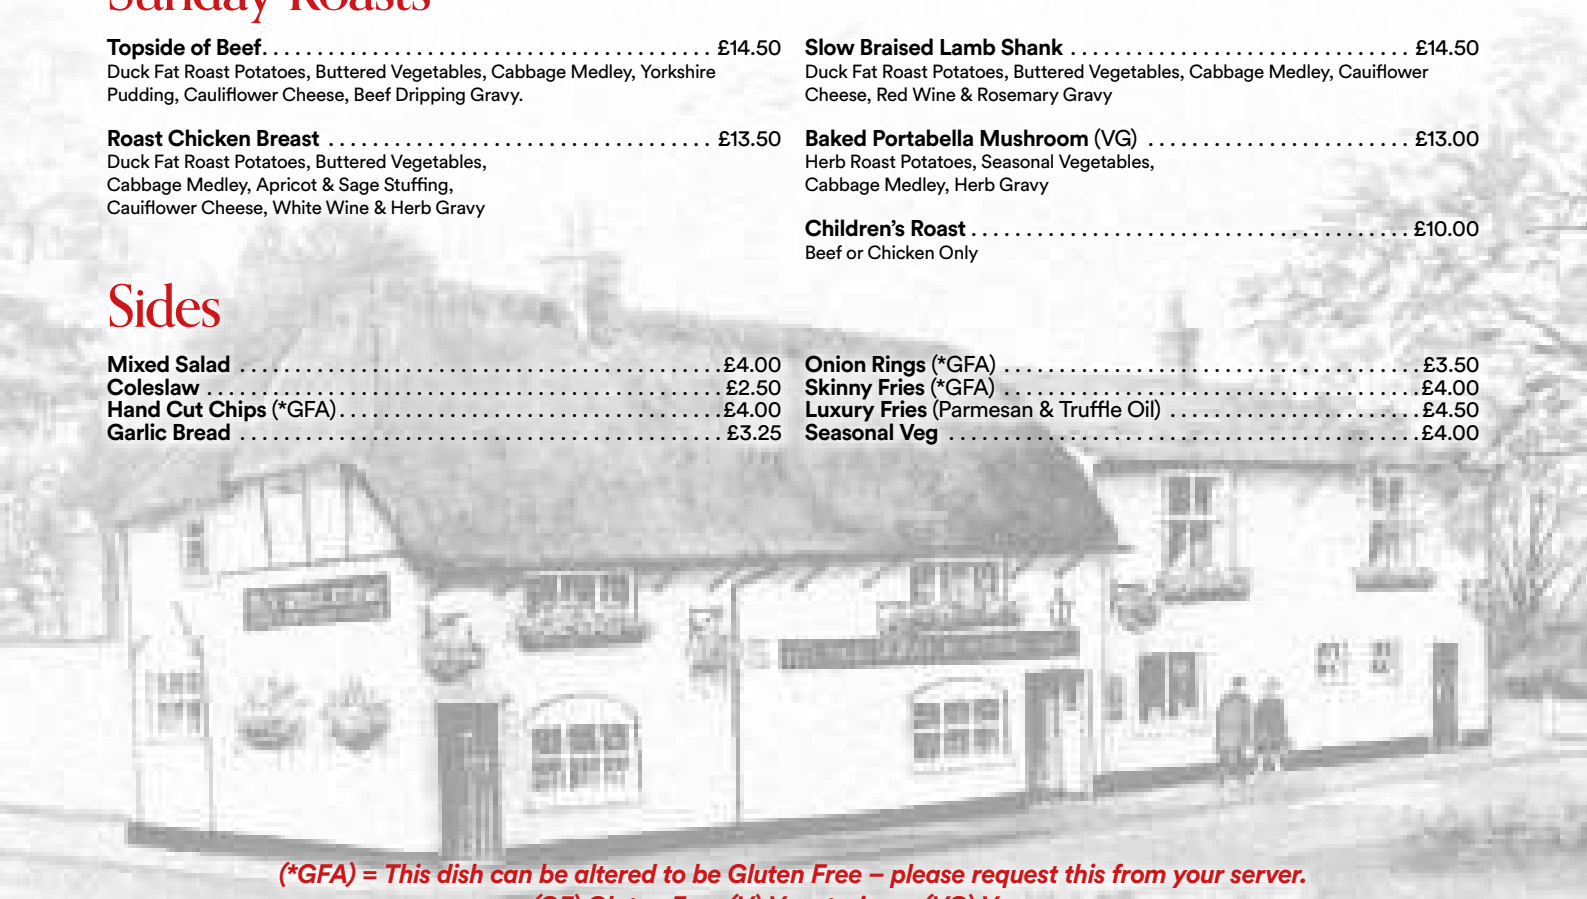 Sunday Roasts
Topside of Beef. . . . . . . . . . . . . . . . . . . . . . . . . . . . . . . . . . £14.50
Duck Fat Roast Potatoes, Buttered Vegetables, Cabbage Medley, Yorkshire
Pudding, Cauliflower Cheese, Beef Dripping Gravy.
Roast Chicken Breast . . . . . . . . . . . . . . . . . . . . . . . . . . . . £13.50
Duck Fat Roast Potatoes, Buttered Vegetables,
Cabbage Medley, Apricot & Sage Stuffing,
Cauiflower Cheese, White Wine & Herb Gravy
Slow Braised Lamb Shank . . . . . . . . . . . . . . . . . . . . . . . . . £14.50
Duck Fat Roast Potatoes, Buttered Vegetables, Cabbage Medley, Cauiflower
Cheese, Red Wine & Rosemary Gravy
Baked Portabella Mushroom (VG) . . . . . . . . . . . . . . . . . . . . £13.00
Herb Roast Potatoes, Seasonal Vegetables,
Cabbage Medley, Herb Gravy
Children’s Roast . . . . . . . . . . . . . . . . . . . . . . . . . . . . . . . . £10.00
Beef or Chicken Only
Sides
Mixed Salad . . . . . . . . . . . . . . . . . . . . . . . . . . . . . . . . . . . .£4.00
Coleslaw . . . . . . . . . . . . . . . . . . . . . . . . . . . . . . . . . . . . . . £2.50
Hand Cut Chips (*GFA). . . . . . . . . . . . . . . . . . . . . . . . . . . .£4.00
Garlic Bread . . . . . . . . . . . . . . . . . . . . . . . . . . . . . . . . . . . . £3.25
Onion Rings (*GFA) . . . . . . . . . . . . . . . . . . . . . . . . . . . . . . .£3.50
Skinny Fries (*GFA) . . . . . . . . . . . . . . . . . . . . . . . . . . . . . . .£4.00
Luxury Fries (Parmesan & Truffle Oil) . . . . . . . . . . . . . . . . . . .£4.50
Seasonal Veg . . . . . . . . . . . . . . . . . . . . . . . . . . . . . . . . . . .£4.00
(*GFA) = This dish can be altered to be Gluten Free – please request this from your server.